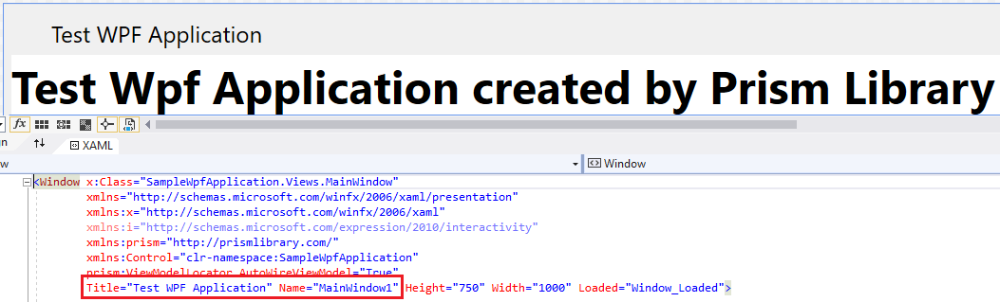 Test WPF Application
Test Wpf Application created by Prism Library
fx
XAML
Window
<Window x:Class="SampleWpfApplication.Views.MainWindow"
xmlns="http://schemas.microsoft.com/winfx/2006/xaml/presentation"
xmlns:x="http://schemas.microsoft.com/winfx/2006/xaml"
xmlns:i="http://schemas.microsoft.com/expression/2010/interactivity"
xmlns:prism="http://prismlibrary.com/"
xmlns:Control="clr-namespace:SampleWpfApplication"
prism:ViewModelLocator.AutoWireViewModel="True"
Title="Test WPF Application" Name="MainWindow1" Height="750" Width="1000" Loaded="Window_Loaded">